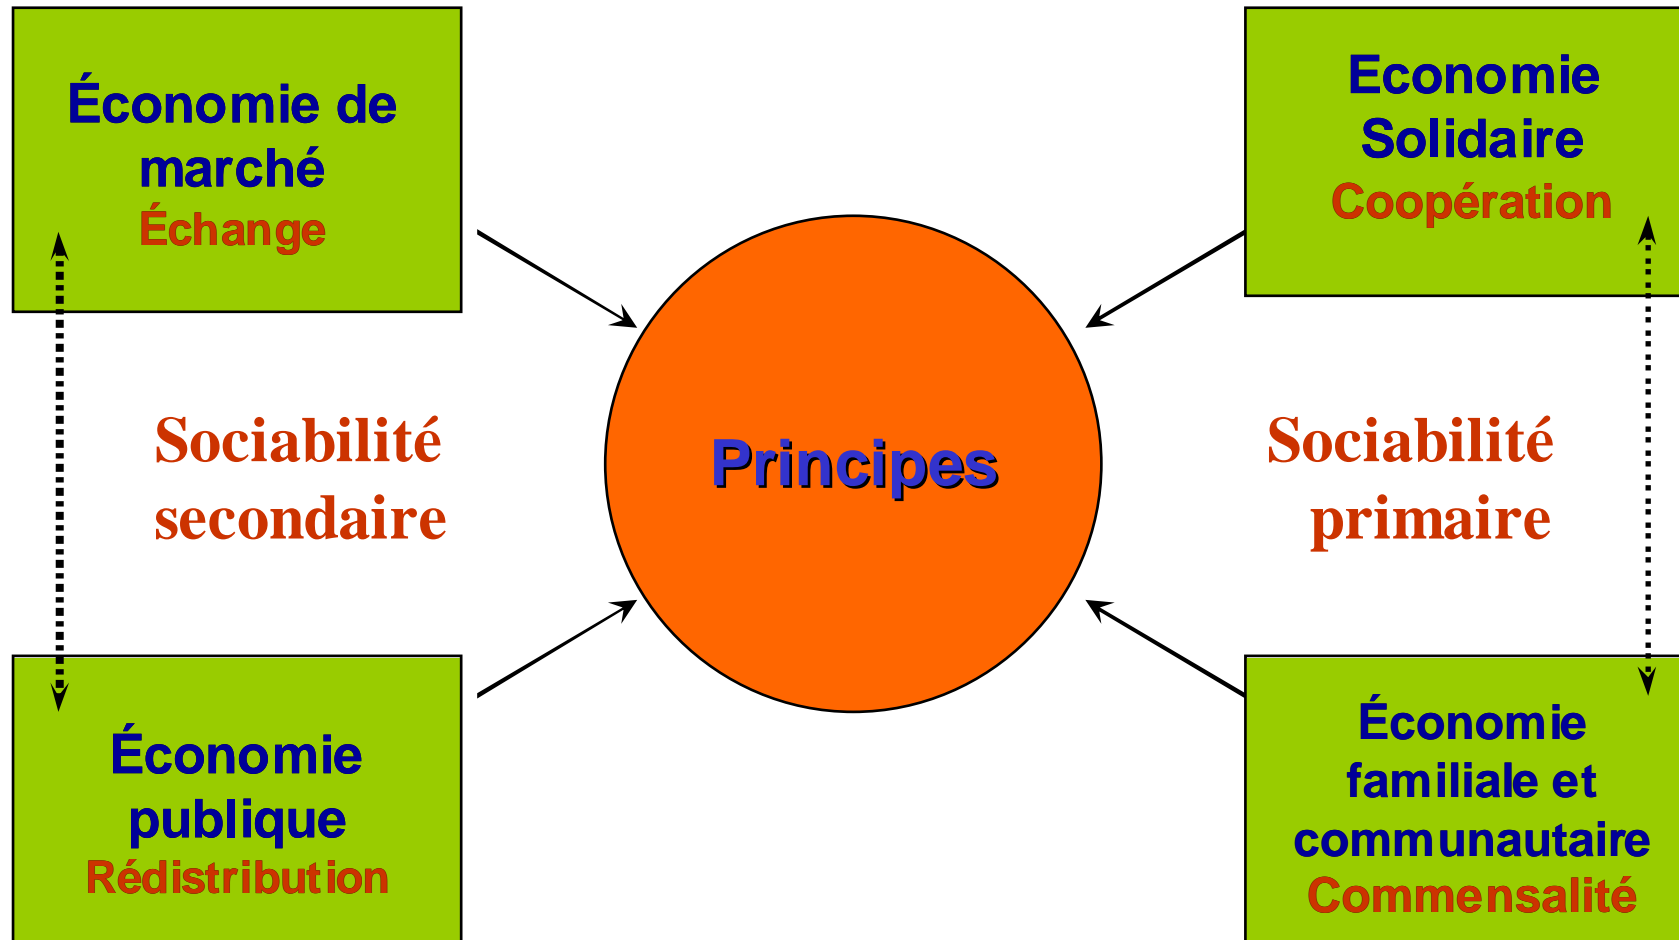 Économie de
marché
Échange
Economie
Solidaire
Coopération
Sociabilité
secondaire
Principes
Sociabilité
primaire
Économie
publique
Rédistribution
Économie
familiale et
communautaire
Commensalité